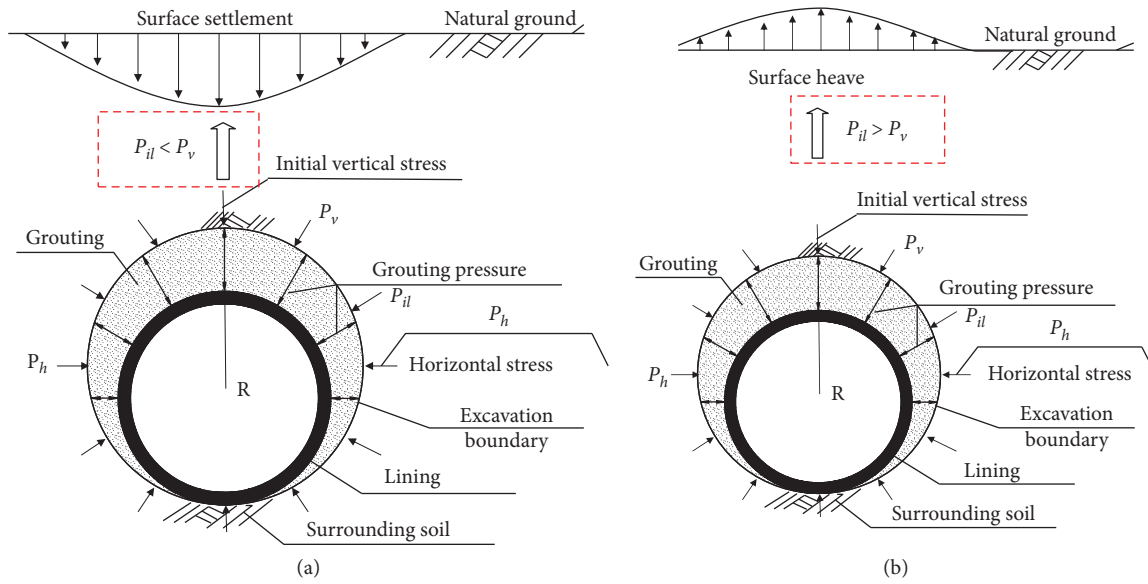 Surface settlement
Natural ground
P_il < P_v
Initial vertical stress
P_v
Grouting
Grouting pressure
P_il
P_h
P_h
Horizontal stress
R
Excavation
boundary
Lining
Surrounding soil
(a)
Natural ground
Surface heave
P_il > P_v
Initial vertical stress
P_v
Grouting
Grouting pressure
P_il
P_h
P_h
Horizontal stress
R
Excavation
boundary
Lining
Surrounding soil
(b)